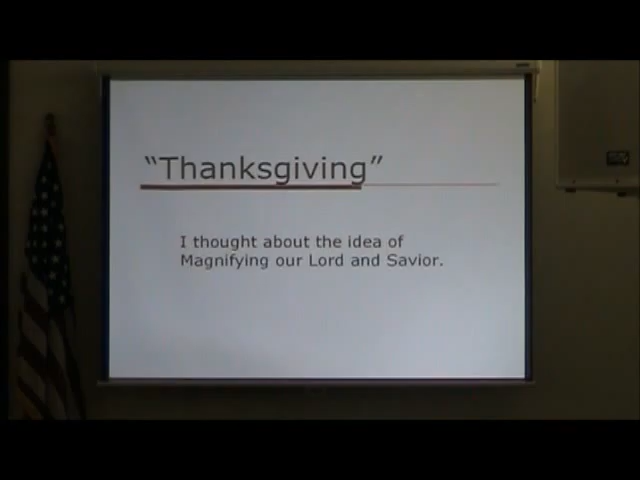 “Thanksgiving”
I thought about the idea of
Magnifying our Lord and Savior.